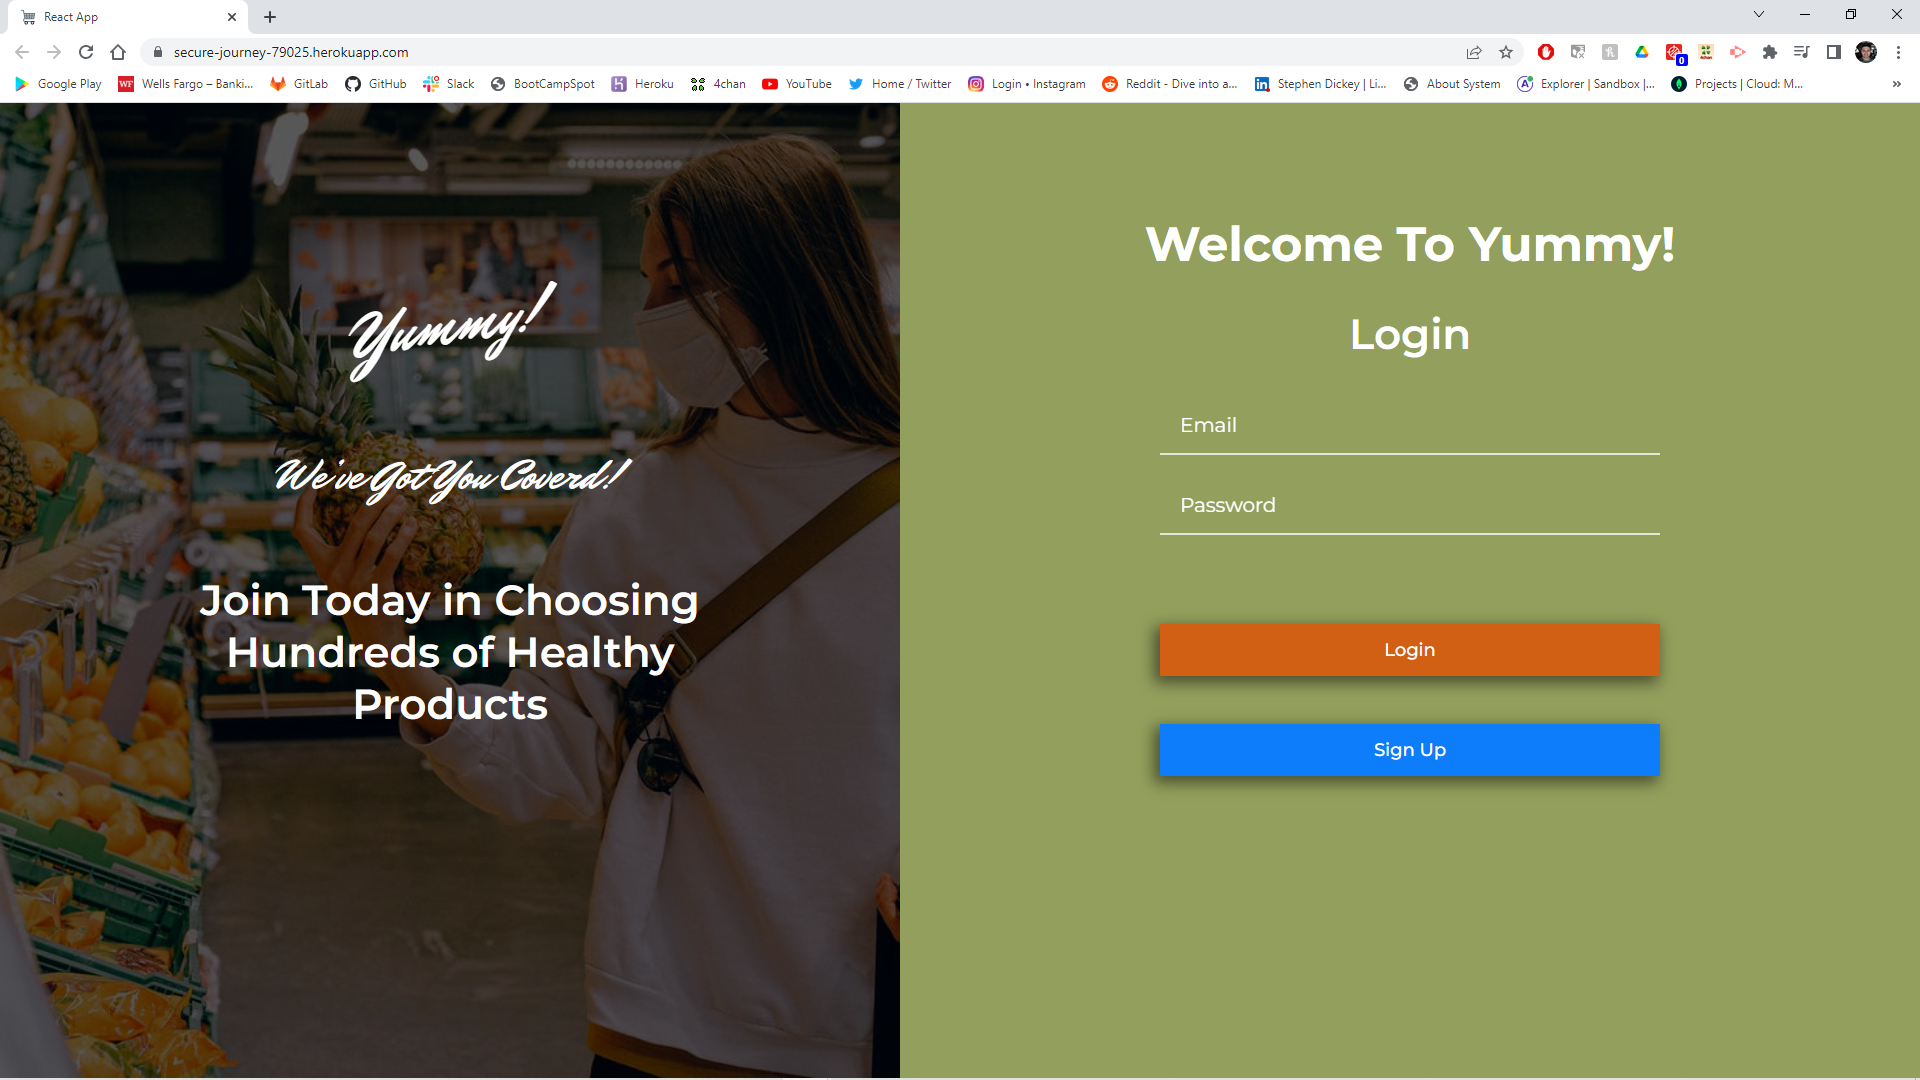 React App
secure-journey-79025.herokuapp.com
0
Google Play
WF
Wells Fargo – Banki...
GitLab
GitHub
Slack
BootCampSpot
Heroku
4chan
YouTube
Home / Twitter
Login • Instagram
Reddit - Dive into a...
Stephen Dickey | Li...
About System
Explorer | Sandbox |...
Projects | Cloud: M...
»
Yummy!
We've Got You Coverd!
Join Today in Choosing
Hundreds of Healthy
Products
Welcome To Yummy!
Login
Email
Password
Login
Sign Up